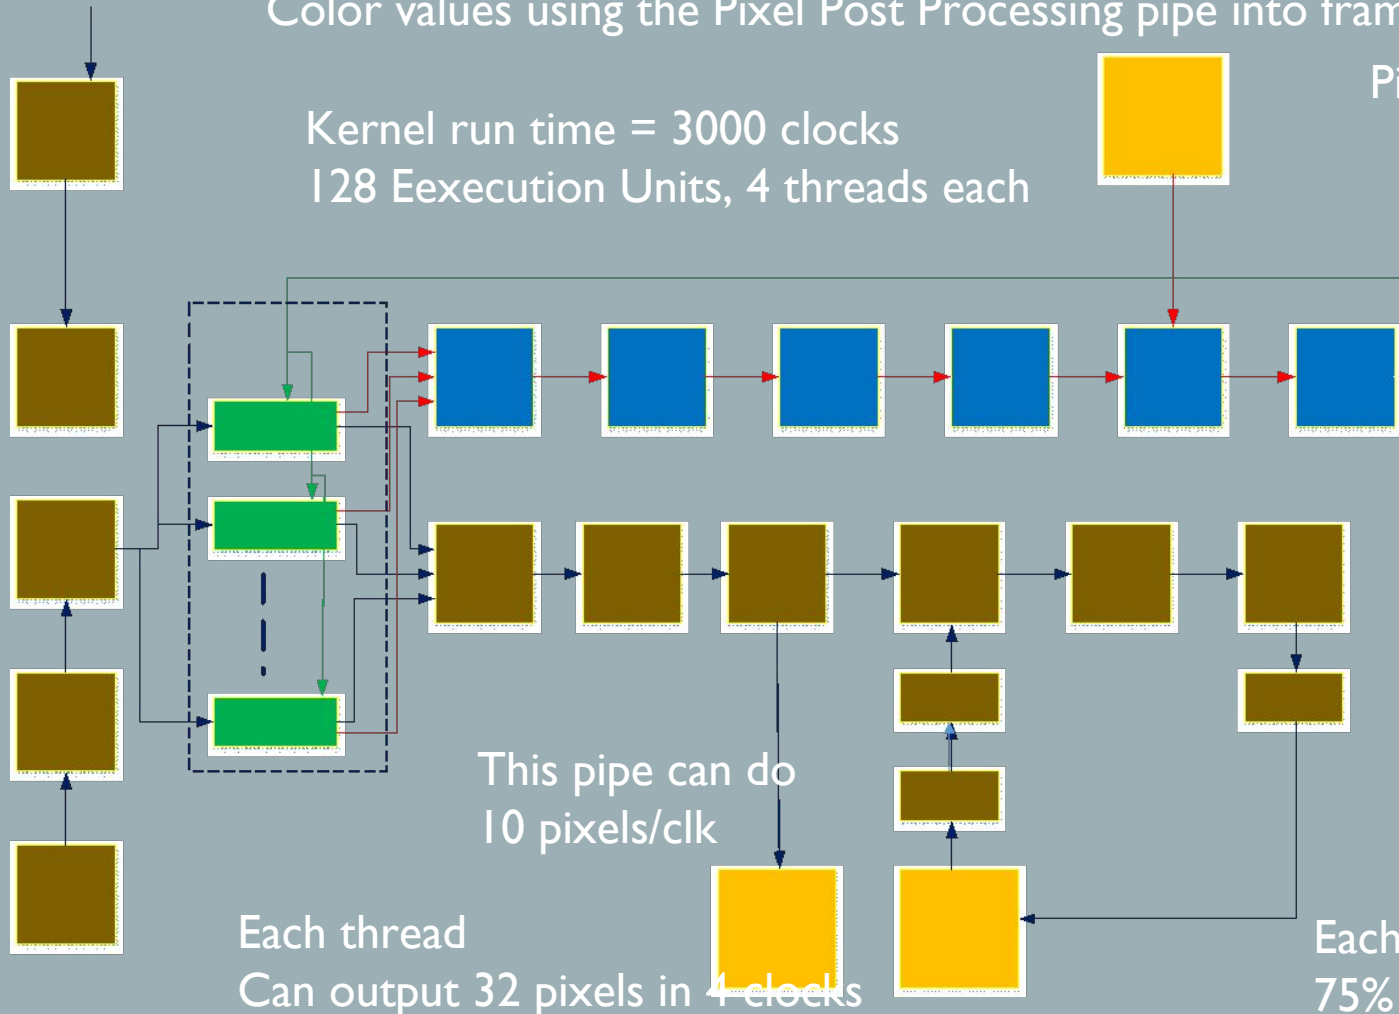 Color values using the Pixel Post Processing pipe into fram
Pi
Kernel run time = 3000 clocks
128 Eexecution Units, 4 threads each
This pipe can do
10 pixels/clk
Each thread
Can output 32 pixels in 4 clocks
Each
75%